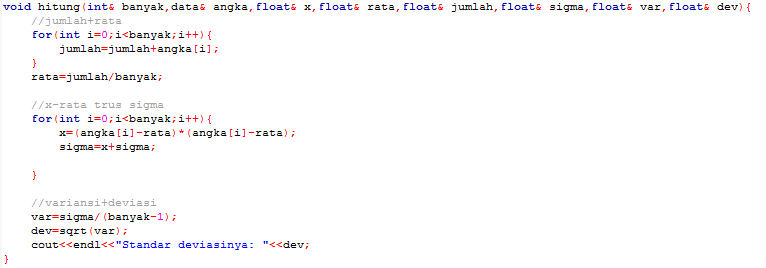 void hitung(int& banyak,data& angka,float& x,float& rata,float& jumlah,float& sigma,float& var,float& dev){
//jumlah+rata
for(int i=0;i<banyak;i++){
jumlah=jumlah+angka[i];
}
rata=jumlah/banyak;
//x-rata trus sigma
for(int i=0;i<banyak;i++){
x=(angka[i]-rata)*(angka[i]-rata);
sigma=x+sigma;
}
//variansi+deviasi
var=sigma/(banyak-1);
dev=sqrt(var);
cout<<endl<<"Standar deviasinya: "<<dev;
}